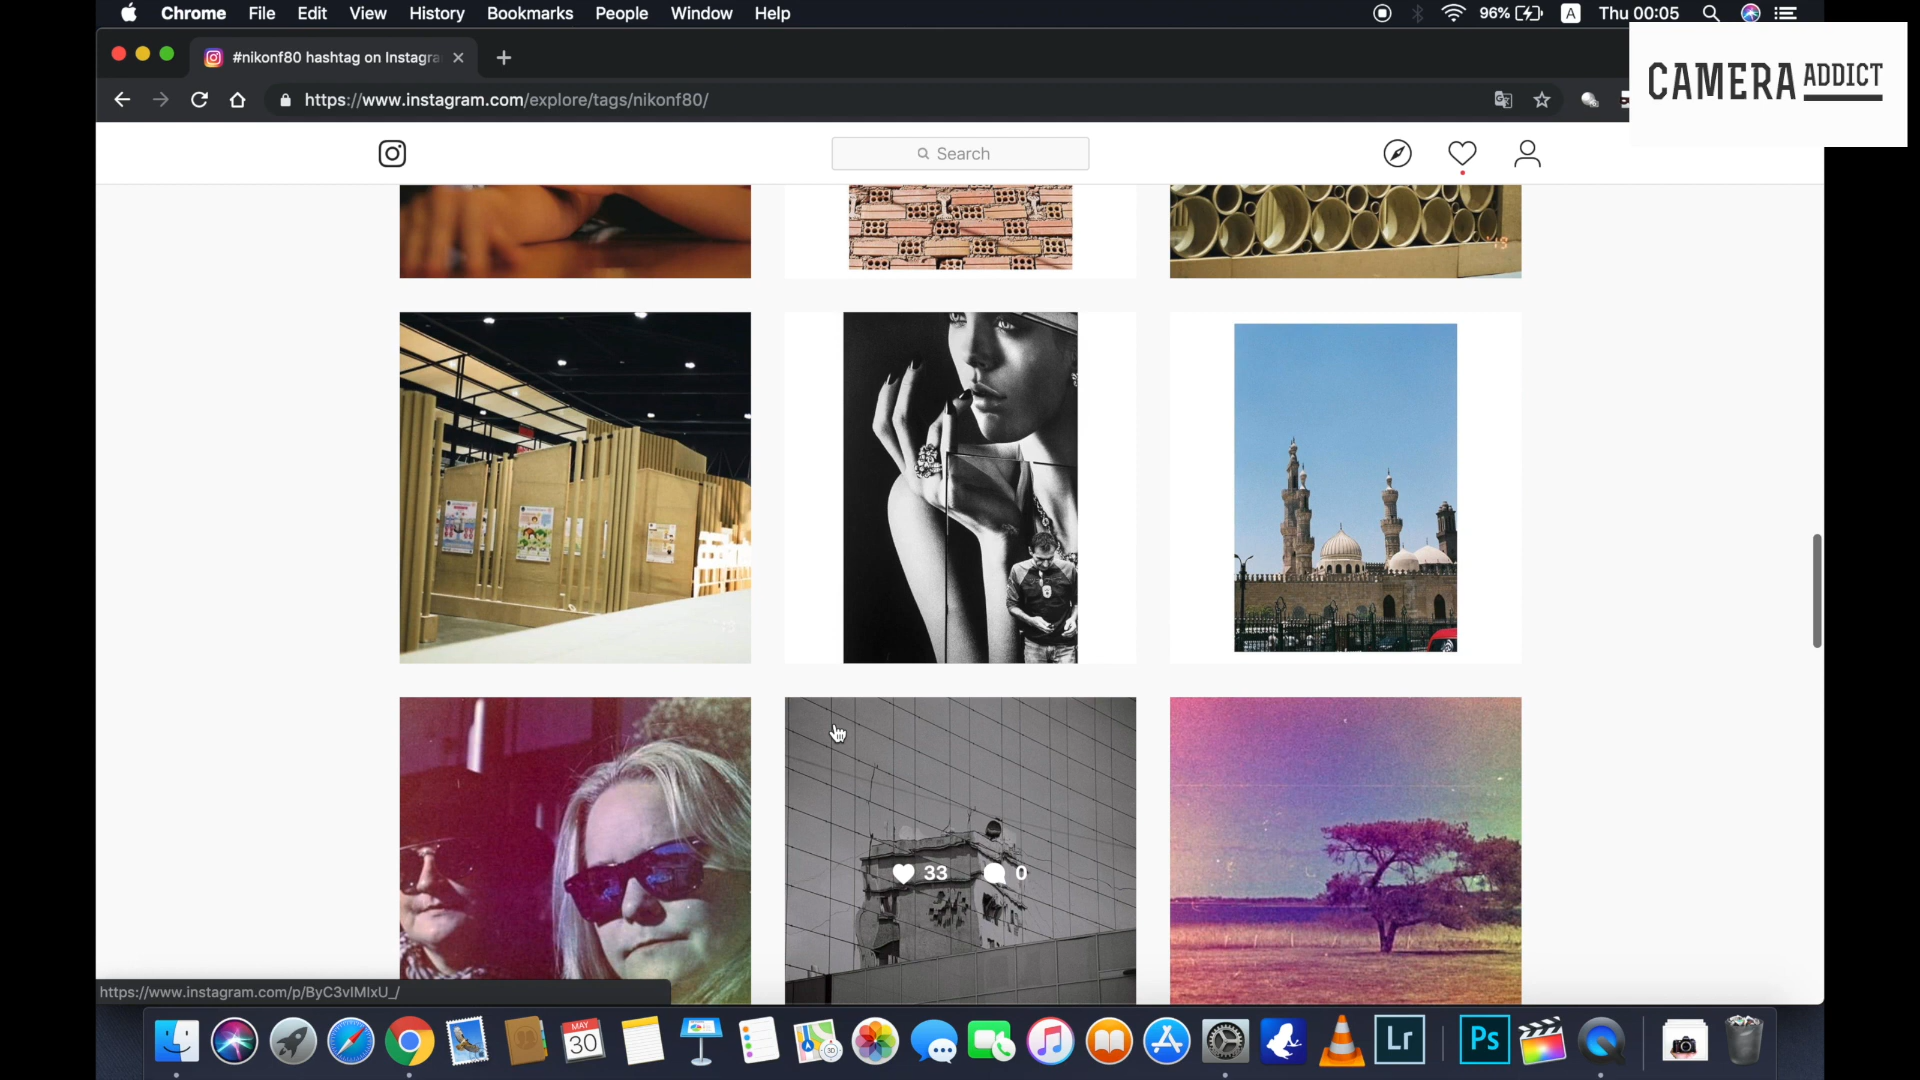 Chrome File Edit View History Bookmarks People Window Help 96% A Thu 00:05
#nikonf80 hashtag on Instagra
https://www.instagram.com/explore/tags/nikonf80/
CAMERA ADDICT
Search
33 0
https://www.instagram.com/p/ByC3vIMIxU_/
MAY
30
Lr
Ps